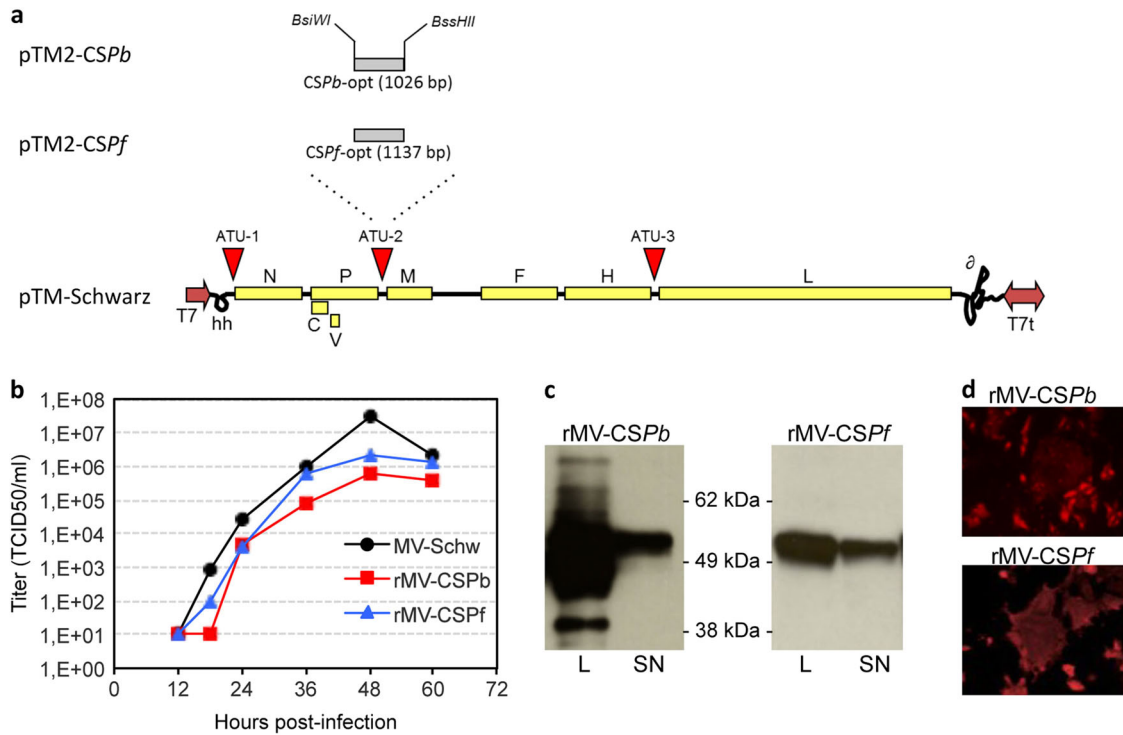 a
BsiWI BssHII
pTM2-CSPb
CSPb-opt (1026 bp)
pTM2-CSPf
CSPf-opt (1137 bp)
ATU-1 ATU-2 ATU-3
N P M F H L ∂
pTM-Schwarz
T7 hh C V T7t
b
1,E+08
1,E+07
1,E+06
1,E+05
1,E+04
1,E+03
1,E+02
1,E+01
1,E+00
Titer (TCID50/ml)
MV-Schw
rMV-CSPb
rMV-CSPf
0 12 24 36 48 60 72
Hours post-infection
c
rMV-CSPb rMV-CSPf
- 62 kDa -
- 49 kDa -
- 38 kDa -
L SN L SN
d
rMV-CSPb
rMV-CSPf